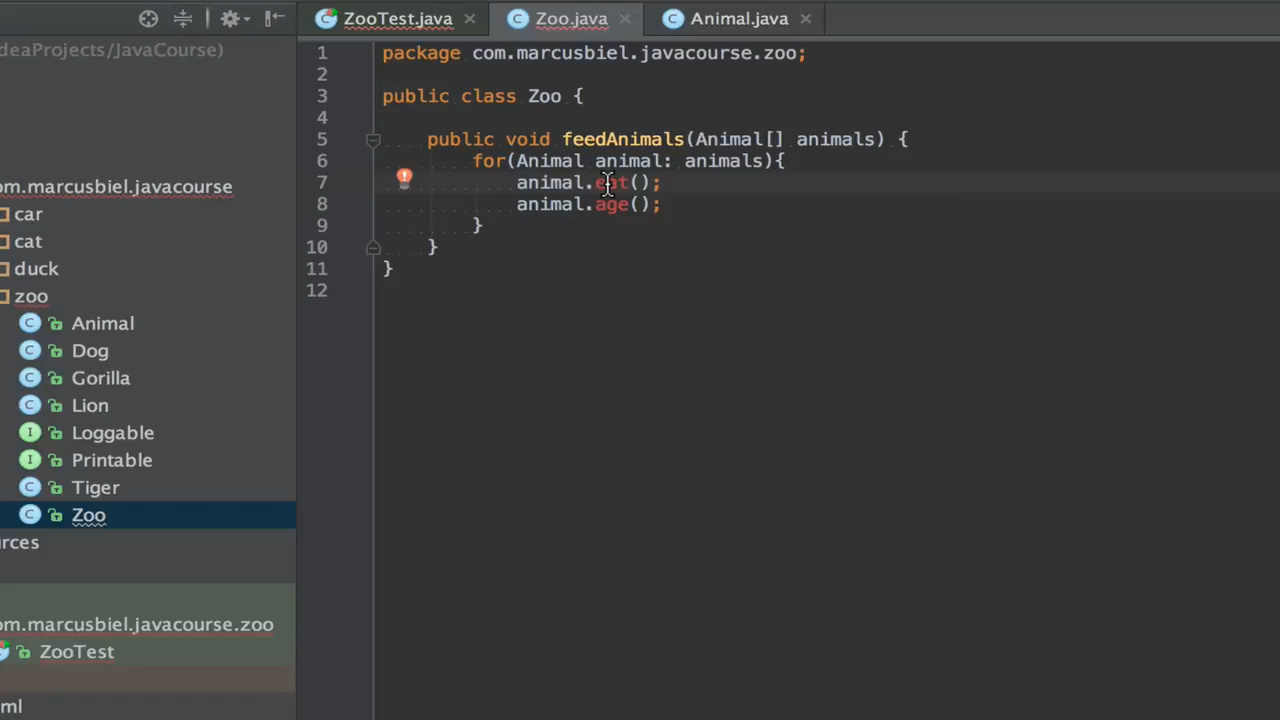 ZooTest.java
Zoo.java
Animal.java
deaProjects/JavaCourse)
om.marcusbiel.javacourse
car
cat
duck
zoo
C Animal
C Dog
C Gorilla
C Lion
I Loggable
I Printable
C Tiger
C Zoo
urces
om.marcusbiel.javacourse.zoo
ZooTest
ml
1 package com.marcusbiel.javacourse.zoo;
2
3 public class Zoo {
4
5 public void feedAnimals(Animal[] animals) {
6 for(Animal animal: animals){
7 animal.eat();
8 animal.age();
9 }
10 }
11 }
12